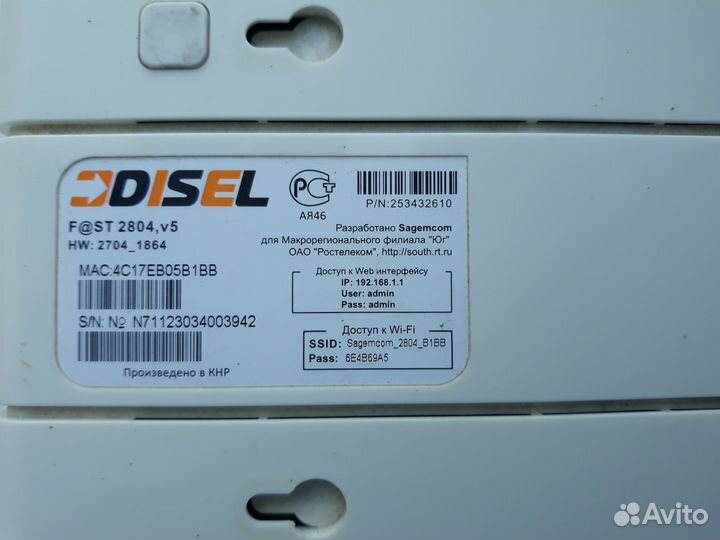 DISEL
F@ST 2804,v5
HW: 2704_1864
MAC:4C17EB05B1BB
S/N: № N71123034003942
Произведено в КНР
РСТ
АЯ46
P/N:253432610
Разработано Sagemcom
для Макрорегионального филиала "Юг"
ОАО "Ростелеком", http://south.rt.ru
Доступ к Web интерфейсу
IP: 192.168.1.1
User: admin
Pass: admin
Доступ к Wi-Fi
SSID: Sagemcom_2804_B1BB
Pass: 6E4B69A5
Avito